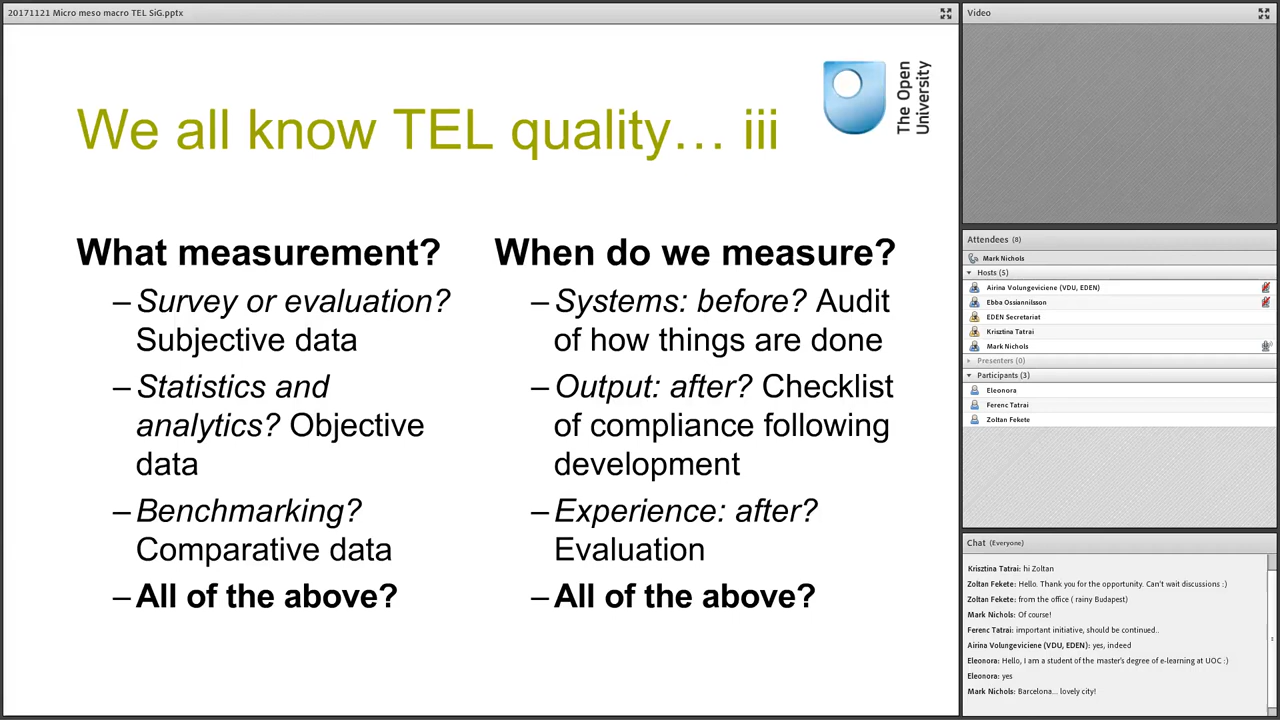 20171121 Micro meso macro TEL SiG.pptx
We all know TEL quality… iii
The Open
University
What measurement?
–Survey or evaluation?
Subjective data
–Statistics and
analytics? Objective
data
–Benchmarking?
Comparative data
–All of the above?
When do we measure?
–Systems: before? Audit
of how things are done
–Output: after? Checklist
of compliance following
development
–Experience: after?
Evaluation
–All of the above?
Video
Attendees (8)
Mark Nichols
Hosts (5)
Airina Volungeviciene (VDU, EDEN)
Ebba Ossiannilsson
EDEN Secretariat
Krisztina Tatrai
Mark Nichols
Presenters (0)
Participants (3)
Eleonora
Ferenc Tatrai
Zoltan Fekete
Chat (Everyone)
Krisztina Tatrai: hi Zoltan
Zoltan Fekete: Hello. Thank you for the opportunity. Can't wait discussions :)
Zoltan Fekete: from the office ( rainy Budapest)
Mark Nichols: Of course!
Ferenc Tatrai: important initiative, should be continued..
Airina Volungeviciene (VDU, EDEN): yes, indeed
Eleonora: Hello, I am a student of the master's degree of e-learning at UOC :)
Eleonora: yes
Mark Nichols: Barcelona... lovely city!